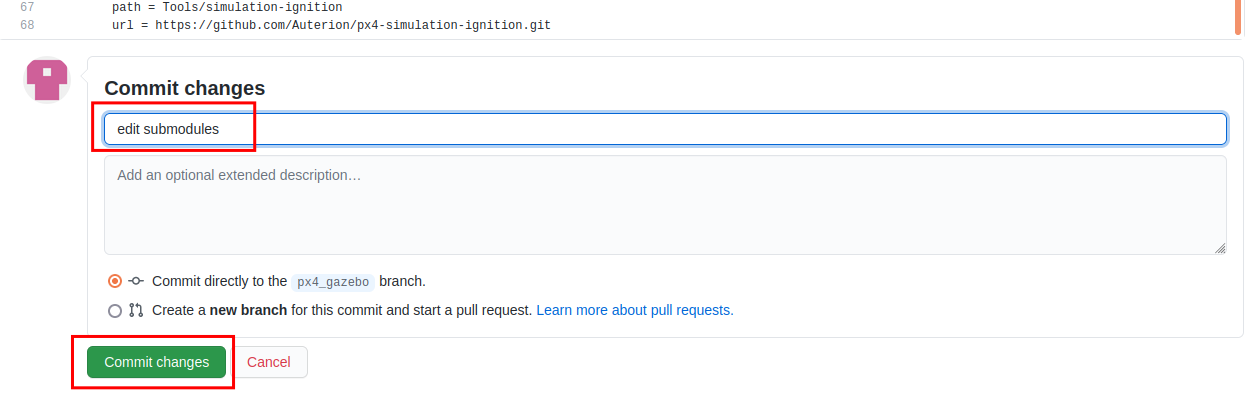 67 path = Tools/simulation-ignition
68 url = https://github.com/Auterion/px4-simulation-ignition.git
Commit changes
edit submodules
Add an optional extended description…
Commit directly to the px4_gazebo branch.
Create a new branch for this commit and start a pull request. Learn more about pull requests.
Commit changes Cancel